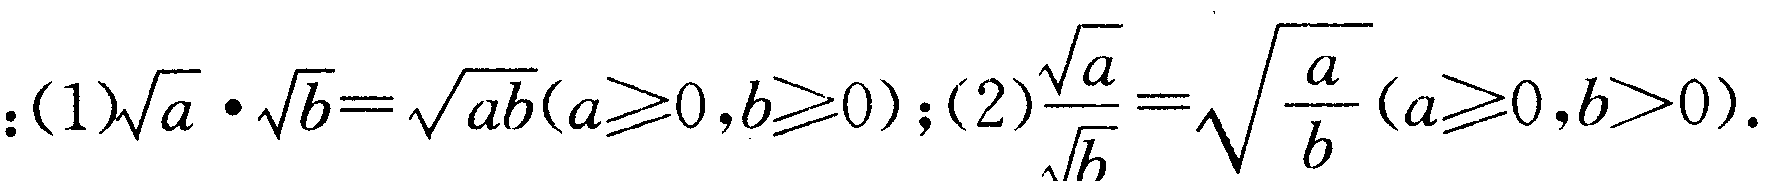 :(1)√a·√b=√ab(a≥0,b≥0);(2)√a/√b=√(a/b)(a≥0,b>0).